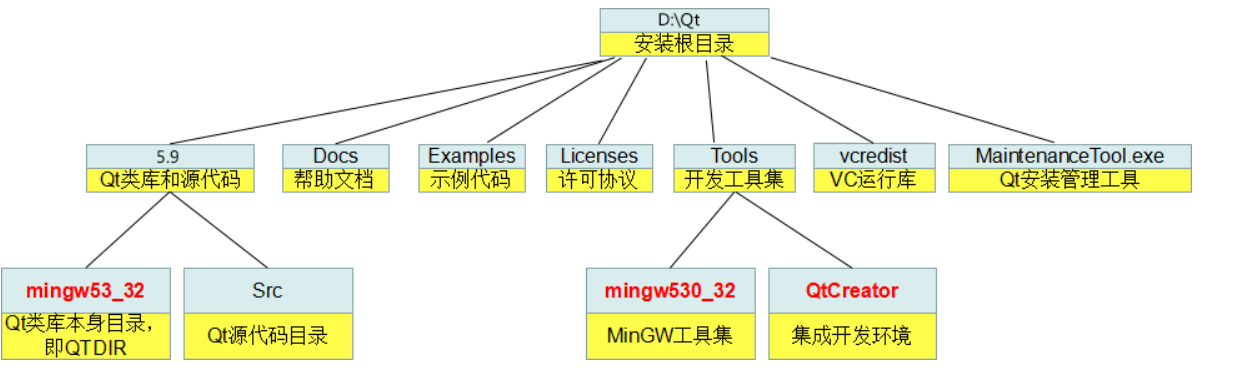 D:\Qt
安装根目录
5.9
Qt类库和源代码
Docs
帮助文档
Examples
示例代码
Licenses
许可协议
Tools
开发工具集
vcredist
VC运行库
MaintenanceTool.exe
Qt安装管理工具
mingw53_32
Qt类库本身目录,
即QTDIR
Src
Qt源代码目录
mingw530_32
MinGW工具集
QtCreator
集成开发环境